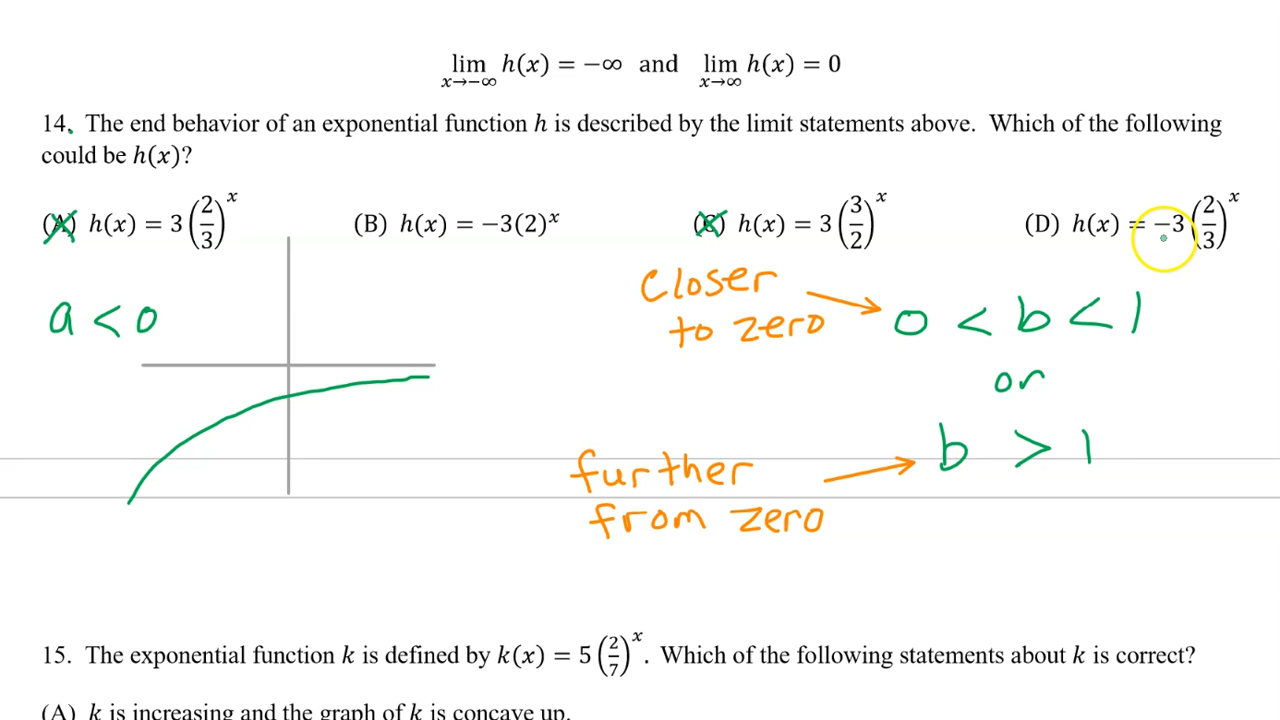 lim x→−∞ h(x) = −∞ and lim x→∞ h(x) = 0
14. The end behavior of an exponential function h is described by the limit statements above. Which of the following
could be h(x)?
(A) h(x) = 3(2/3)^x (B) h(x) = −3(2)^x (C) h(x) = 3(3/2)^x (D) h(x) = −3(2/3)^x
a < 0
closer
to zero
0 < b < 1
or
further
from zero
b > 1
15. The exponential function k is defined by k(x) = 5(2/7)^x. Which of the following statements about k is correct?
(A) k is increasing and the graph of k is concave up.